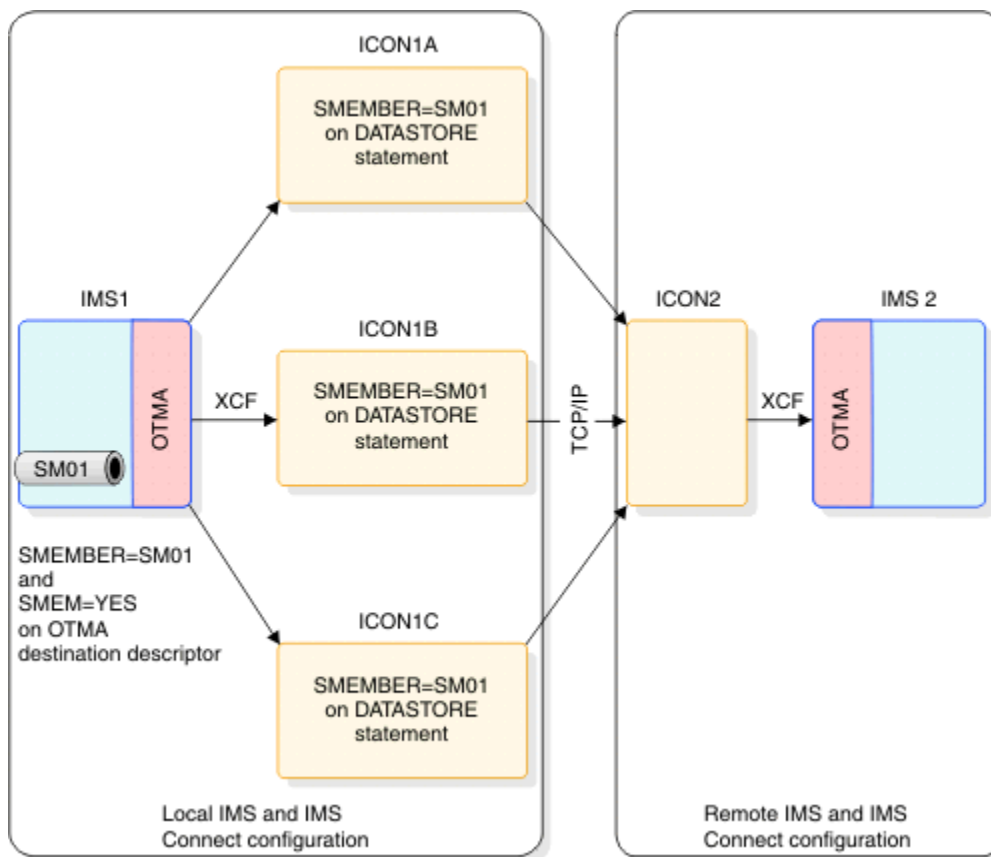 ICON1A
SMEMBER=SM01
on DATASTORE
statement
IMS1
OTMA
SM01
XCF
ICON1B
SMEMBER=SM01
on DATASTORE
statement
TCP/IP
ICON2
XCF
IMS 2
OTMA
SMEMBER=SM01
and
SMEM=YES
on OTMA
destination descriptor
ICON1C
SMEMBER=SM01
on DATASTORE
statement
Local IMS and IMS
Connect configuration
Remote IMS and IMS
Connect configuration